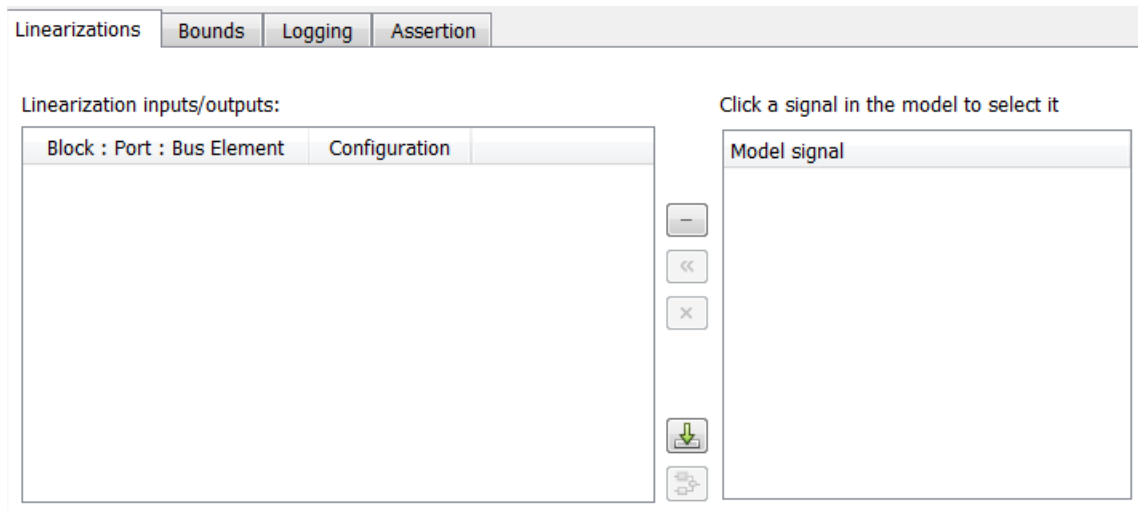 Linearizations Bounds Logging Assertion
Linearization inputs/outputs: Click a signal in the model to select it
Block : Port : Bus Element Configuration Model signal